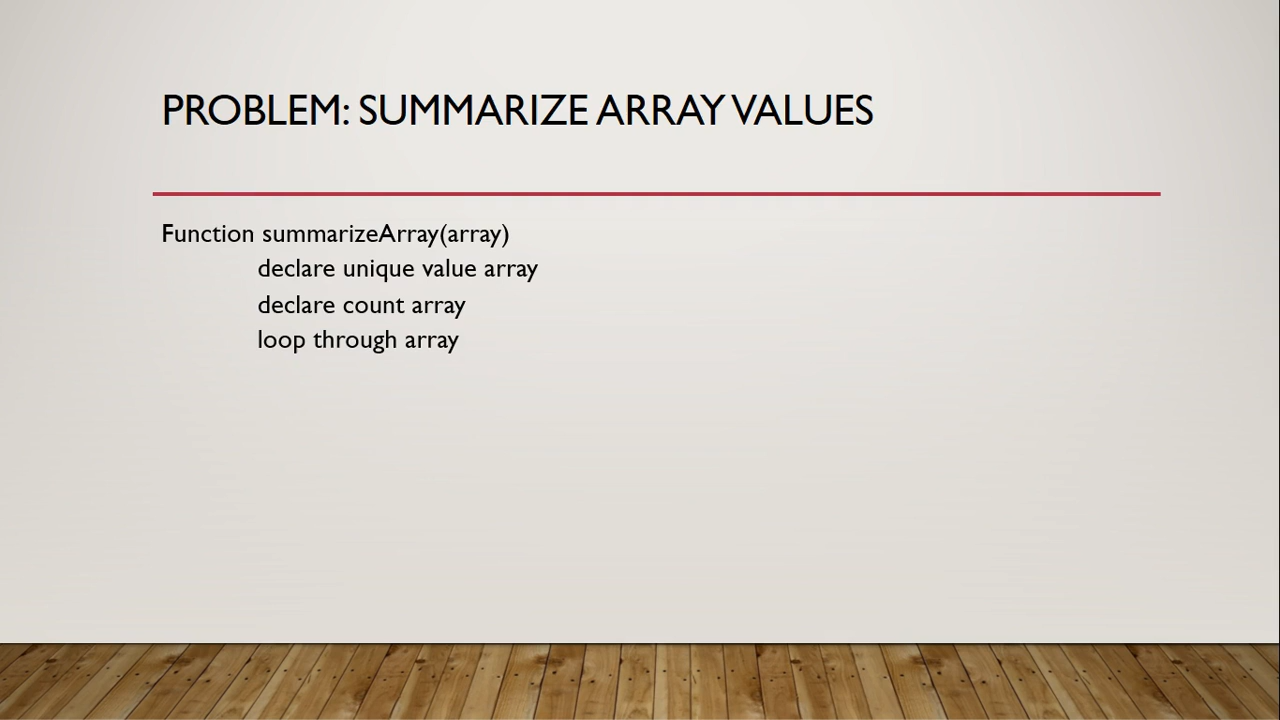 PROBLEM: SUMMARIZE ARRAY VALUES
Function summarizeArray(array)
declare unique value array
declare count array
loop through array